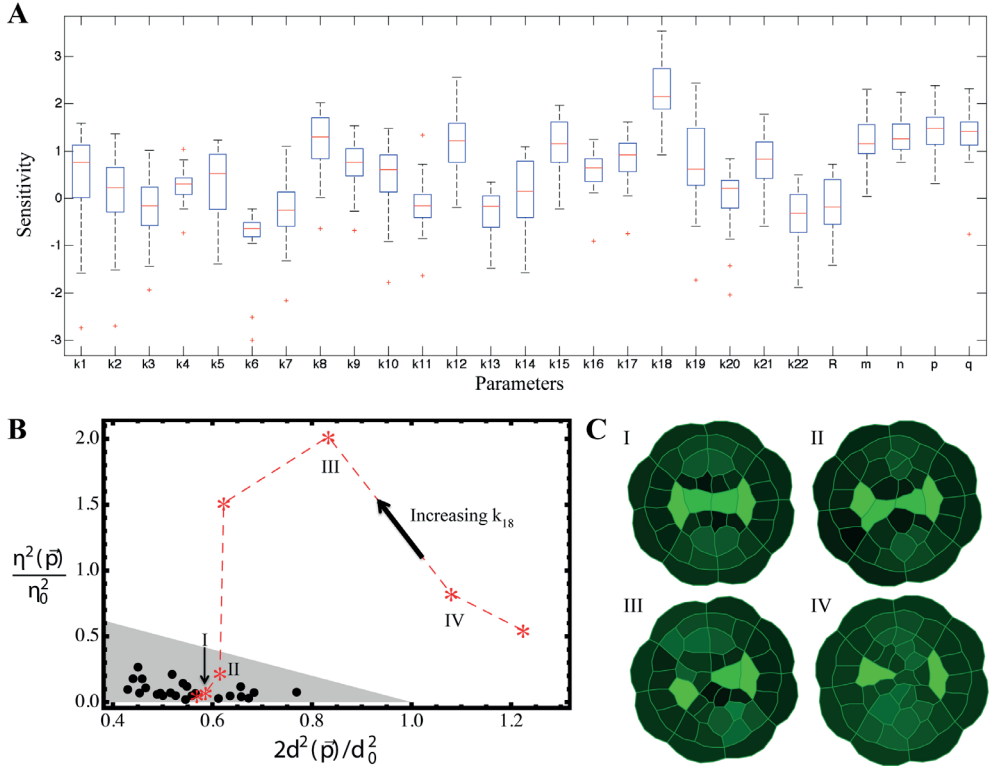 A
Sensitivity
3
2
1
0
-1
-2
-3
k1 k2 k3 k4 k5 k6 k7 k8 k9 k10 k11 k12 k13 k14 k15 k16 k17 k18 k19 k20 k21 k22 R m n p q
Parameters
B
η²(p⃗)
η₀²
2.0
1.5
1.0
0.5
0.0
III
Increasing k₁₈
IV
I
II
0.4 0.6 0.8 1.0 1.2
2d²(p⃗)/d₀²
C
I II
III IV